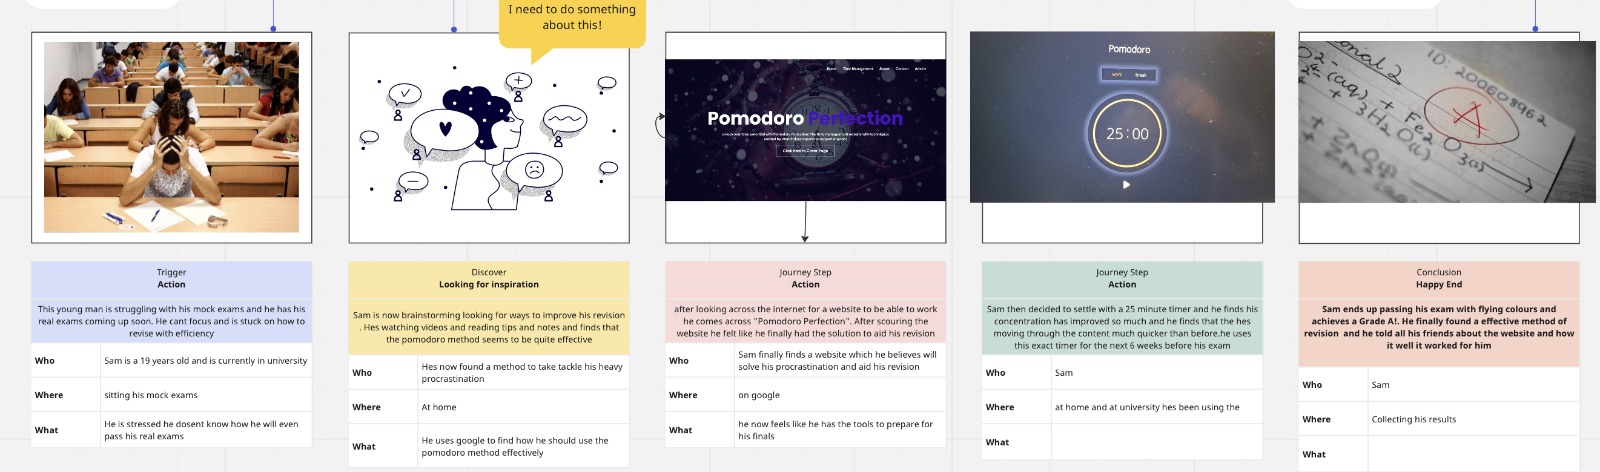 I need to do something
about this!
Home Time Management About Contact Advice
Pomodoro Perfection
Click Here to Timer Page
Pomodoro
work break
25:00
ID: 200608962
A
Trigger
Action
This young man is struggling with his mock exams and he has his
real exams coming up soon. He cant focus and is stuck on how to
revise with efficiency
Who
Sam is a 19 years old and is currently in university
Where
sitting his mock exams
What
He is stressed he dosent know how he will even
pass his real exams
Discover
Looking for inspiration
Sam is now brainstorming looking for ways to improve his revision
. Hes watching videos and reading tips and notes and finds that
the pomodoro method seems to be quite effective
Who
Hes now found a method to take tackle his heavy
procrastination
Where
At home
What
He uses google to find how he should use the
pomodoro method effectively
Journey Step
Action
after looking across the internet for a website to be able to work
he comes across "Pomodoro Perfection". After scouring the
website he felt like he finally had the solution to aid his revision
Who
Sam finally finds a website which he believes will
solve his procrastination and aid his revision
Where
on google
What
he now feels like he has the tools to prepare for
his finals
Journey Step
Action
Sam then decided to settle with a 25 minute timer and he finds his
concentration has improved so much and he finds that the hes
moving through the content much quicker than before.he uses
this exact timer for the next 6 weeks before his exam
Who
Sam
Where
at home and at university hes been using the
What
Conclusion
Happy End
Sam ends up passing his exam with flying colours and
achieves a Grade A!. He finally found a effective method of
revision and he told all his friends about the website and how
it well it worked for him
Who
Sam
Where
Collecting his results
What